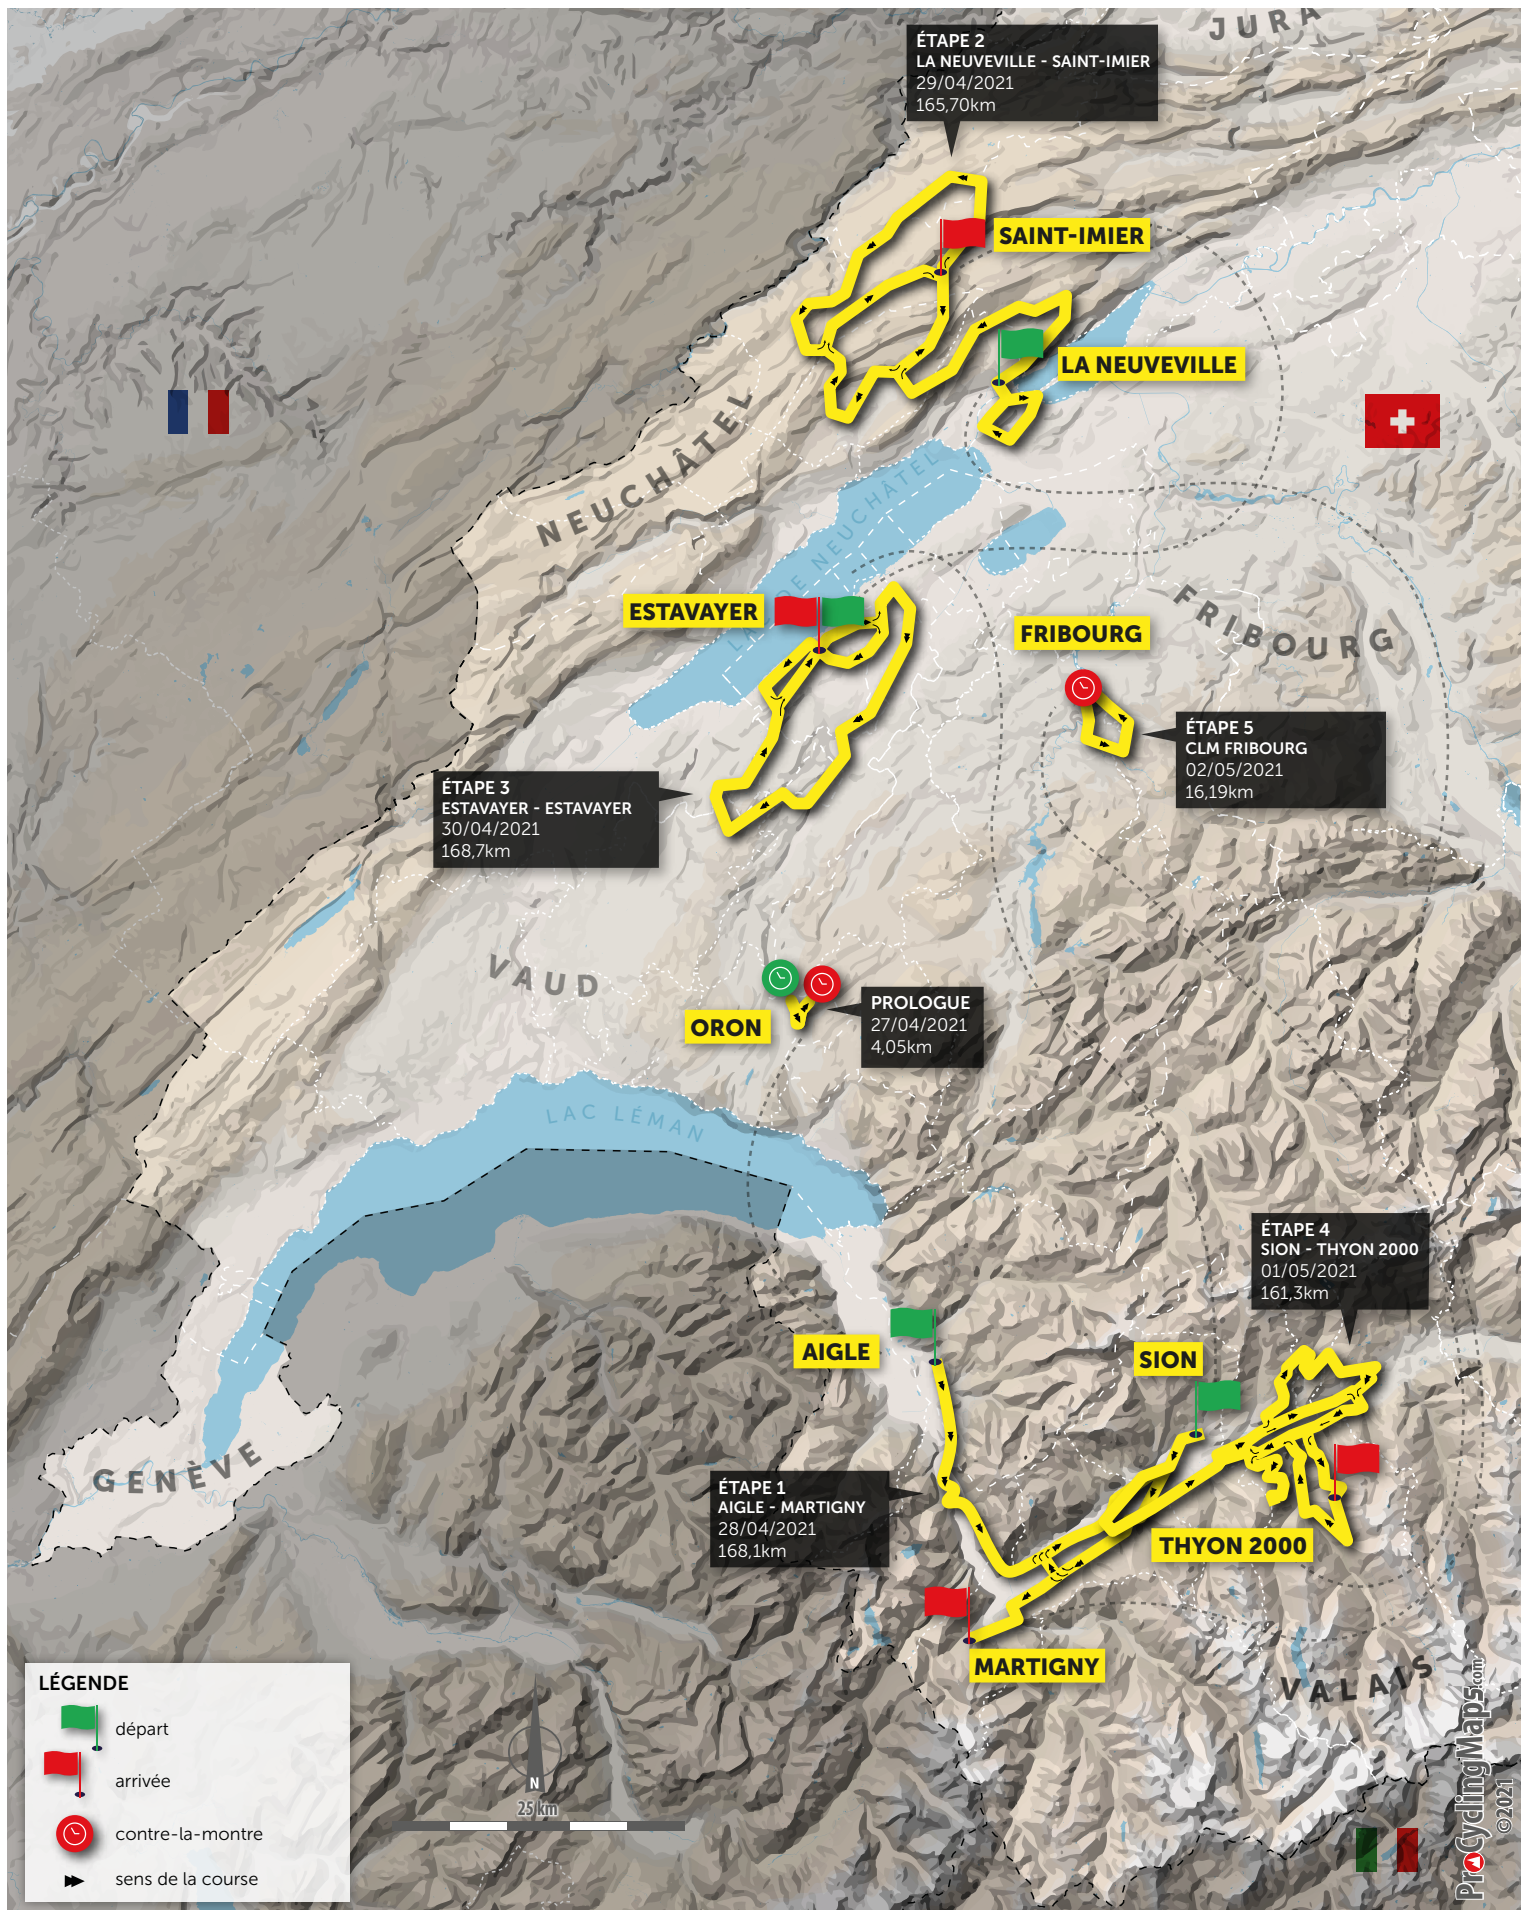 JURA
ÉTAPE 2
LA NEUVEVILLE - SAINT-IMIER
29/04/2021
165,70km
SAINT-IMIER
LA NEUVEVILLE
NEUCHÂTEL
LAC DE NEUCHÂTEL
ESTAVAYER
FRIBOURG
FRIBOURG
ÉTAPE 5
CLM FRIBOURG
02/05/2021
16,19km
ÉTAPE 3
ESTAVAYER - ESTAVAYER
30/04/2021
168,7km
VAUD
ORON
PROLOGUE
27/04/2021
4,05km
LAC LÉMAN
ÉTAPE 4
SION - THYON 2000
01/05/2021
161,3km
AIGLE
SION
GENÈVE
ÉTAPE 1
AIGLE - MARTIGNY
28/04/2021
168,1km
THYON 2000
MARTIGNY
VALAIS
LÉGENDE
départ
arrivée
contre-la-montre
sens de la course
N
25 km
ProCyclingMaps.com
©2021